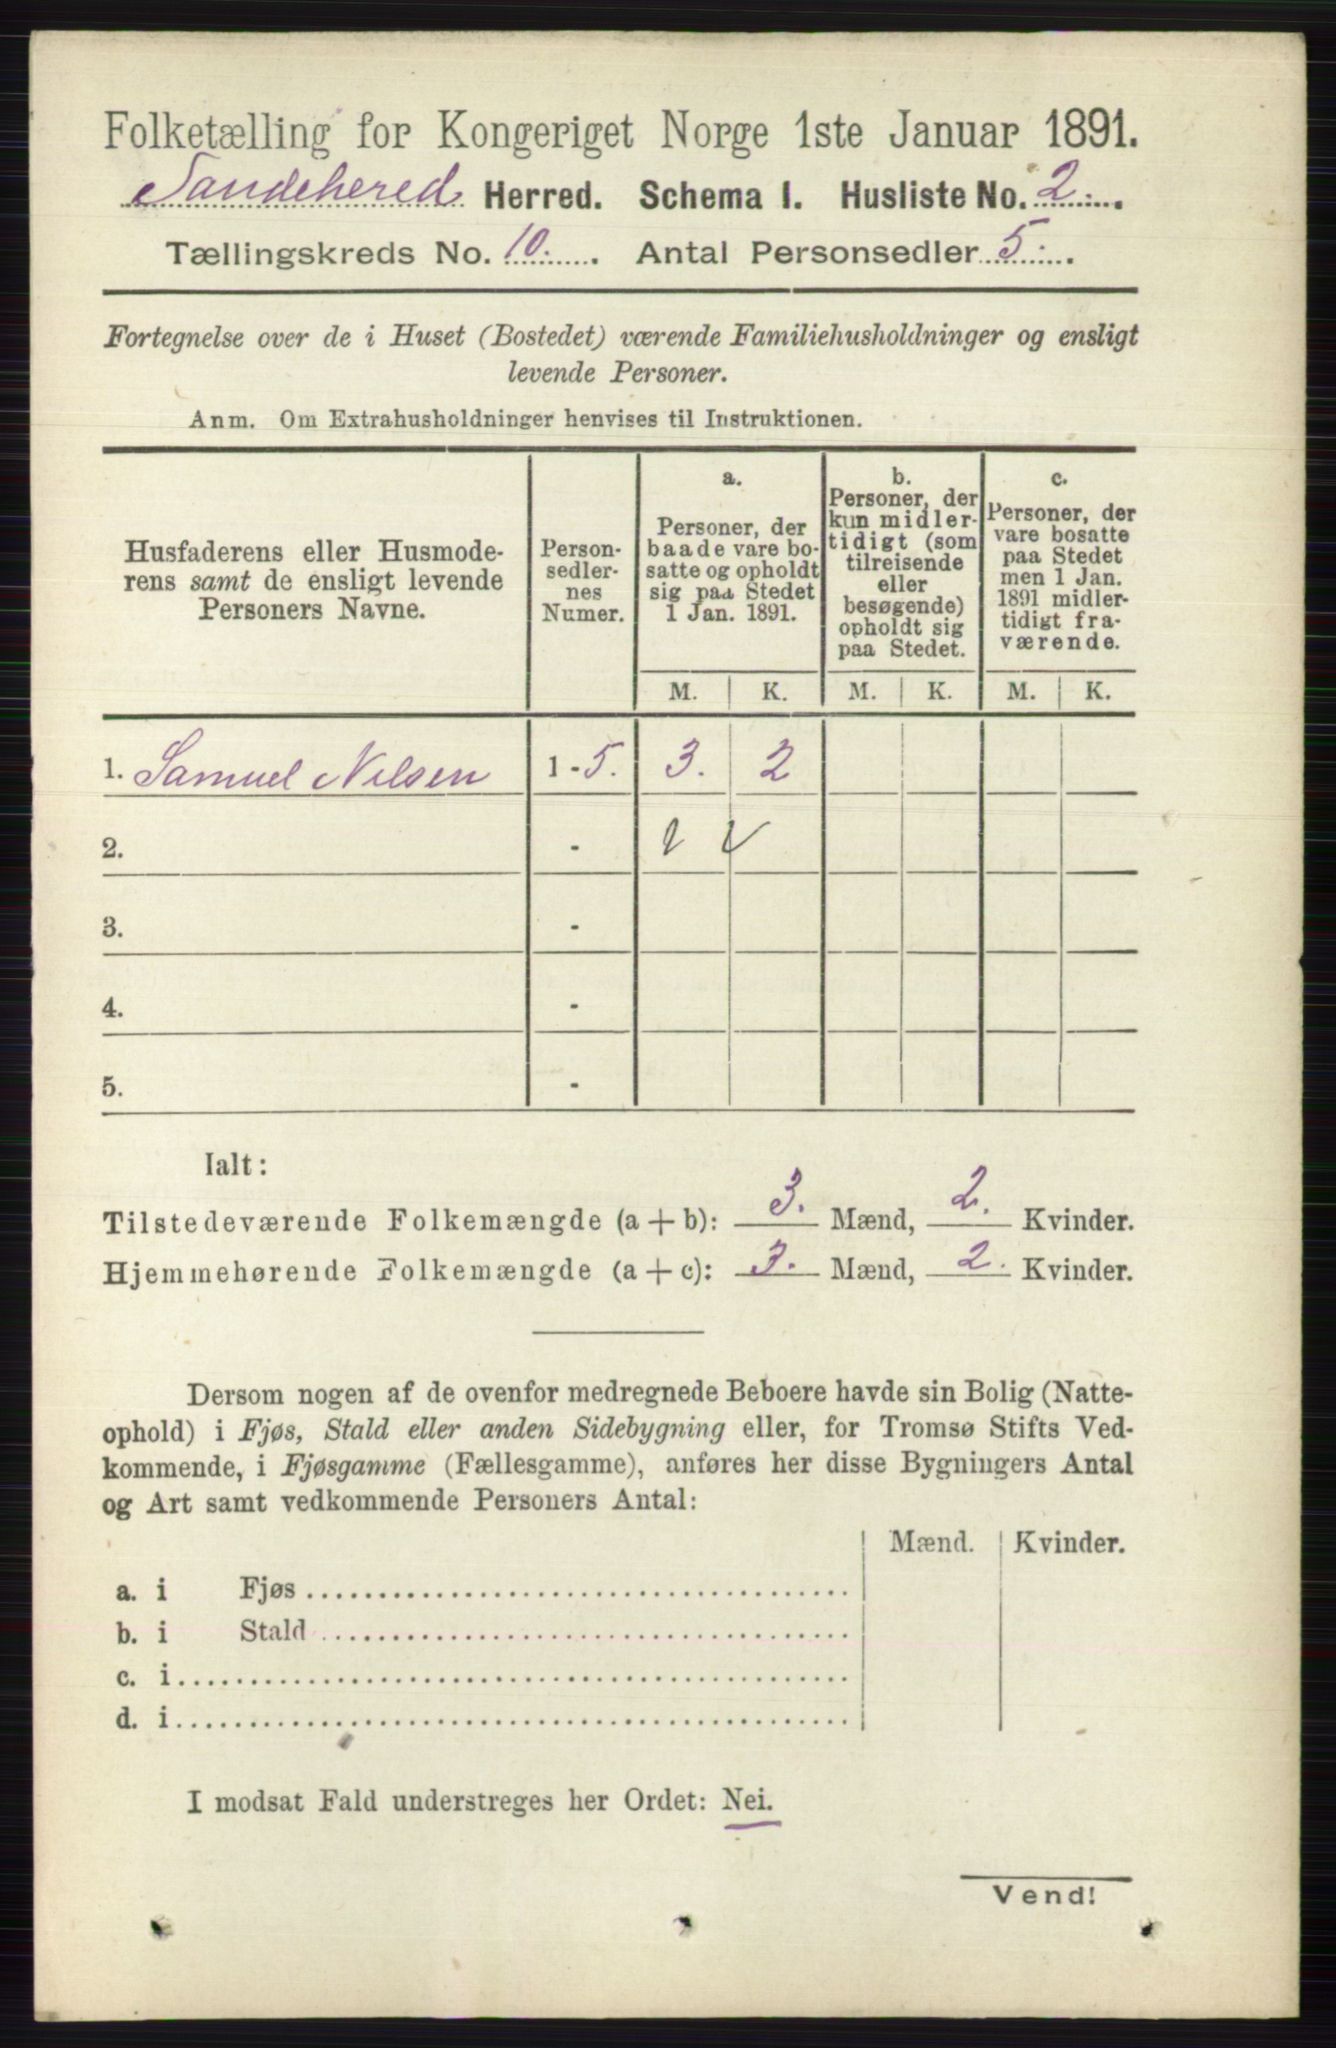 Folketælling for Kongeriget Norge 1ste Januar 1891.
Sandehered Herred. Schema I. Husliste No. 2.
Tællingskreds No. 10. Antal Personsedler 5.
Fortegnelse over de i Huset (Bostedet) værende Familiehusholdninger og ensligt
levende Personer.
Anm. Om Extrahusholdninger henvises til Instruktionen.
Husfaderens eller Husmode-
rens samt de ensligt levende
Personers Navne.
Person-
sedler-
nes
Numer.
a.
Personer, der
baade vare bo-
satte og opholdt
sig paa Stedet
1 Jan. 1891.
b.
Personer, der
kun midler-
tidigt (som
tilreisende
eller
besøgende)
opholdt sig
paa Stedet.
c.
Personer, der
vare bosatte
paa Stedet
men 1 Jan.
1891 midler-
tidigt fra-
værende.
M. K. M. K. M. K.
1. Samuel Nilsen 1-5. 3. 2
2. -
3. -
4. -
5. -
Ialt:
Tilstedeværende Folkemængde (a + b): 3. Mænd, 2. Kvinder.
Hjemmehørende Folkemængde (a + c): 3. Mænd, 2. Kvinder.
Dersom nogen af de ovenfor medregnede Beboere havde sin Bolig (Natte-
ophold) i Fjøs, Stald eller anden Sidebygning eller, for Tromsø Stifts Ved-
kommende, i Fjøsgamme (Fællesgamme), anføres her disse Bygningers Antal
og Art samt vedkommende Personers Antal:
Mænd. Kvinder.
a. i Fjøs
b. i Stald
c. i
d. i
I modsat Fald understreges her Ordet: Nei.
Vend!